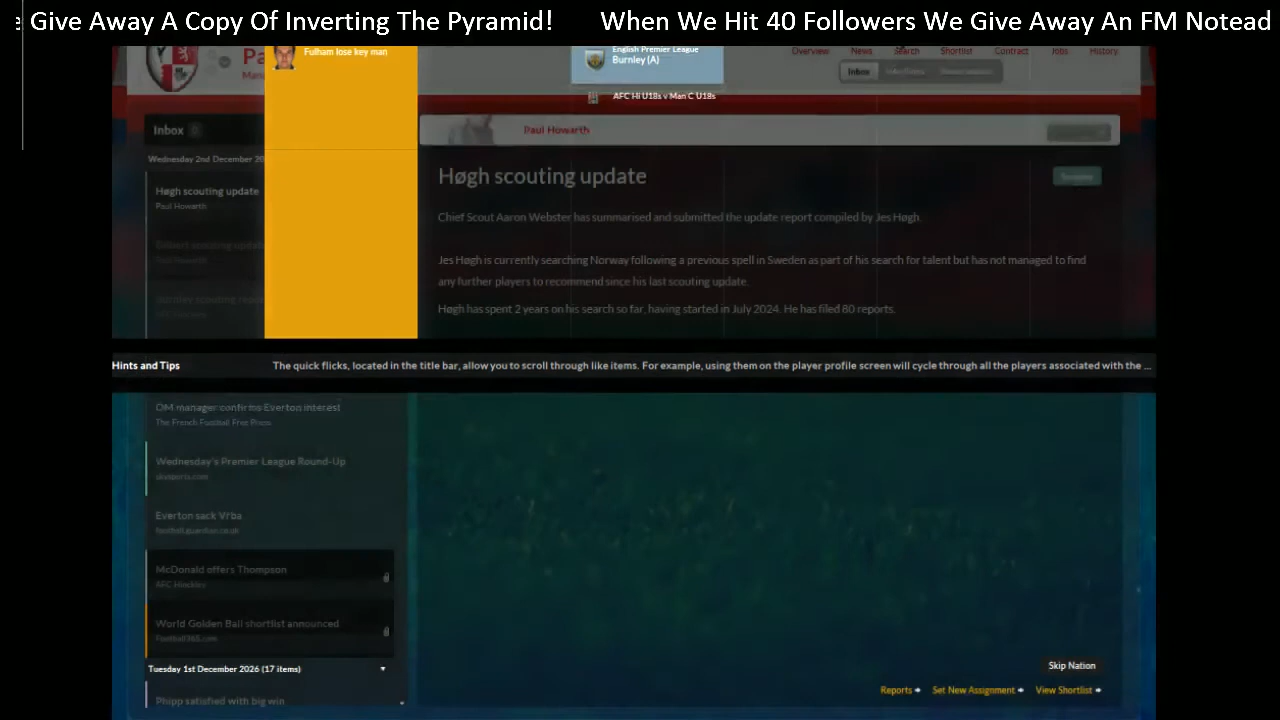 Give Away A Copy Of Inverting The Pyramid! When We Hit 40 Followers We Give Away An FM Notead
Fulham lose key man
English Premier League
Burnley (A)
AFC Hi U18s v Man C U18s
Overview News Search Shortlist Contract Jobs History
Inbox
Inbox
Paul Howarth
Wednesday 2nd December 20
Høgh scouting update
Paul Howarth
Høgh scouting update
Chief Scout Aaron Webster has summarised and submitted the update report compiled by Jes Høgh.
Jes Høgh is currently searching Norway following a previous spell in Sweden as part of his search for talent but has not managed to find
any further players to recommend since his last scouting update.
Høgh has spent 2 years on his search so far, having started in July 2024. He has filed 80 reports.
Hints and Tips
The quick flicks, located in the title bar, allow you to scroll through like items. For example, using them on the player profile screen will cycle through all the players associated with the ...
OM manager confirms Everton interest
The French Football Free Press
Wednesday's Premier League Round-Up
skysports.com
Everton sack Vrba
football.guardian.co.uk
McDonald offers Thompson
AFC Hinckley
World Golden Ball shortlist announced
Football365.com
Tuesday 1st December 2026 (17 items)
Phipp satisfied with big win
Skip Nation
Reports Set New Assignment View Shortlist